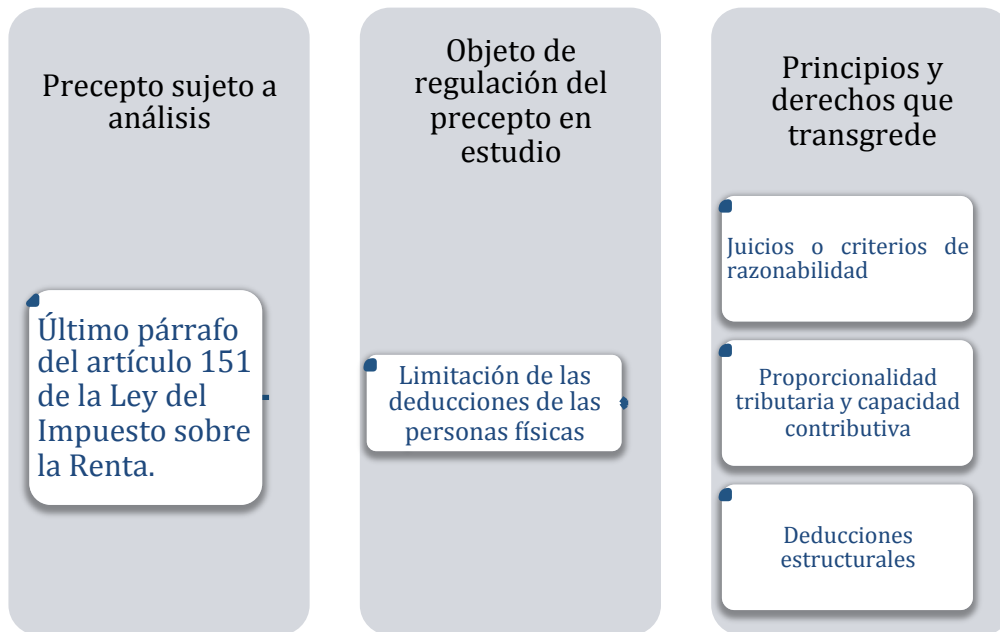 Precepto sujeto a
análisis
Último párrafo
del artículo 151
de la Ley del
Impuesto sobre
la Renta.
Objeto de
regulación del
precepto en
estudio
Limitación de las
deducciones de las
personas físicas
Principios y
derechos que
transgrede
Juicios o criterios de
razonabilidad
Proporcionalidad
tributaria y capacidad
contributiva
Deducciones
estructurales